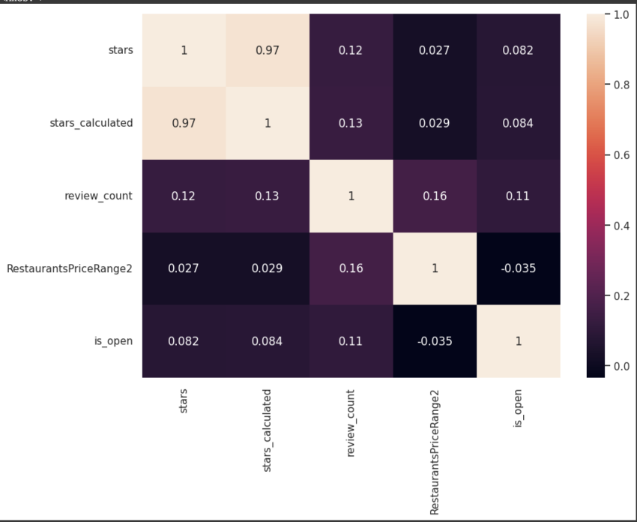 stars 1 0.97 0.12 0.027 0.082
stars_calculated 0.97 1 0.13 0.029 0.084
review_count 0.12 0.13 1 0.16 0.11
RestaurantsPriceRange2 0.027 0.029 0.16 1 -0.035
is_open 0.082 0.084 0.11 -0.035 1
stars
stars_calculated
review_count
RestaurantsPriceRange2
is_open
1.0
0.8
0.6
0.4
0.2
0.0